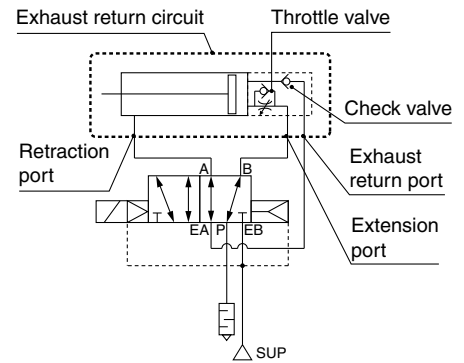 Exhaust return circuit
Throttle valve
Check valve
Retraction
port
Exhaust
return port
Extension
port
A
B
EA
P
EB
SUP